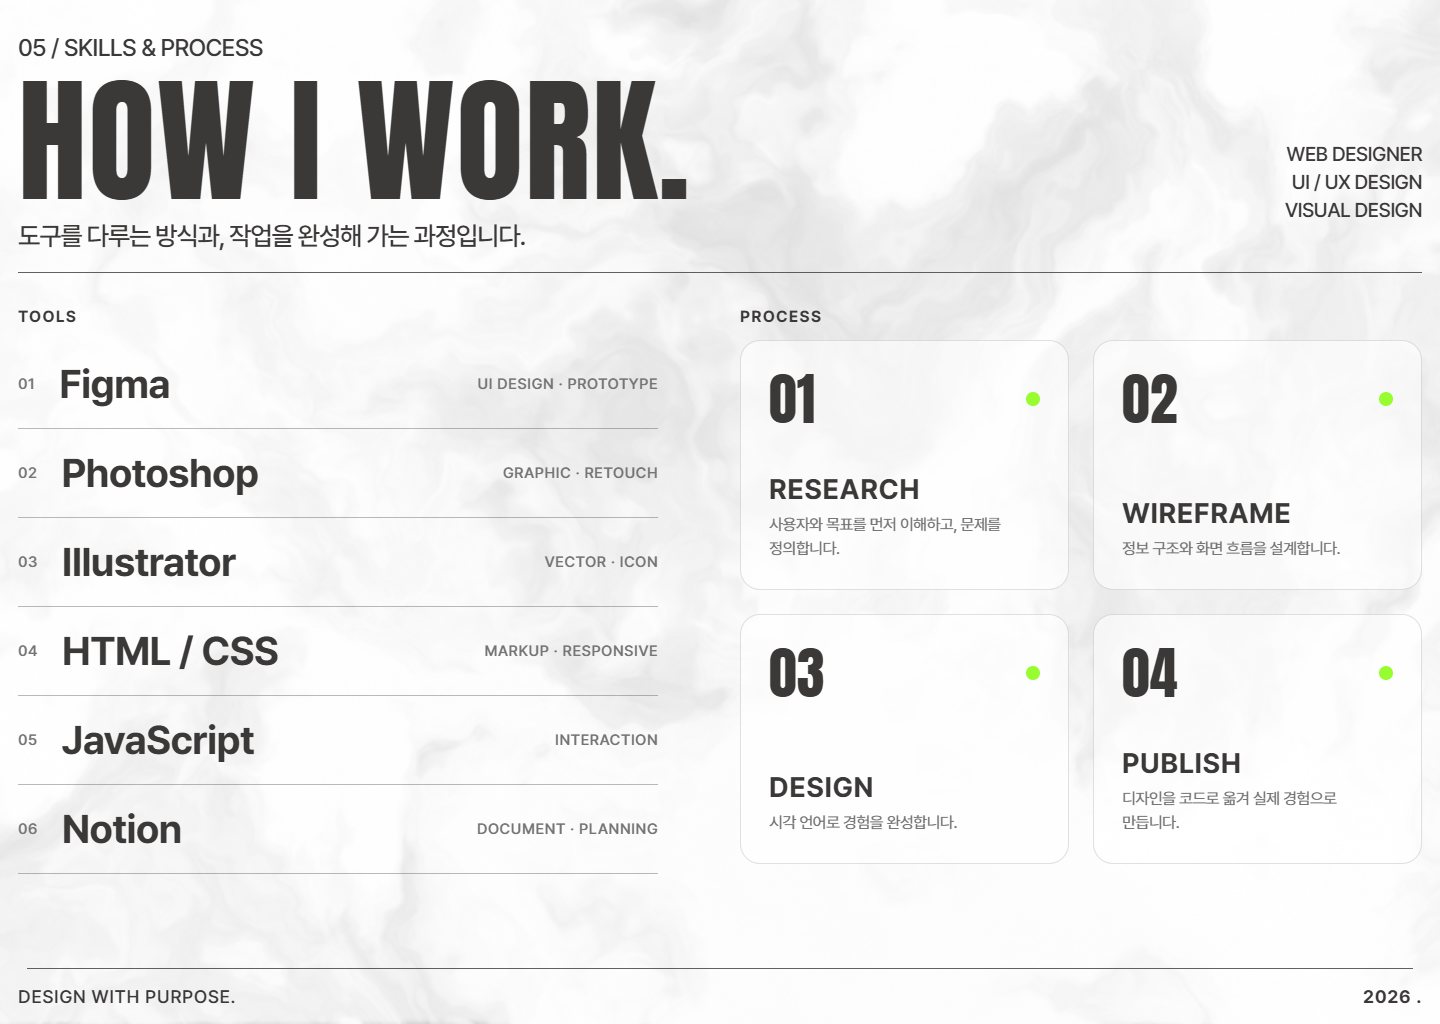 05 / SKILLS & PROCESS
HOW I WORK.
도구를 다루는 방식과, 작업을 완성해 가는 과정입니다.
WEB DESIGNER
UI / UX DESIGN
VISUAL DESIGN
TOOLS
01 Figma UI DESIGN · PROTOTYPE
02 Photoshop GRAPHIC · RETOUCH
03 Illustrator VECTOR · ICON
04 HTML / CSS MARKUP · RESPONSIVE
05 JavaScript INTERACTION
06 Notion DOCUMENT · PLANNING
PROCESS
01
RESEARCH
사용자와 목표를 먼저 이해하고, 문제를
정의합니다.
02
WIREFRAME
정보 구조와 화면 흐름을 설계합니다.
03
DESIGN
시각 언어로 경험을 완성합니다.
04
PUBLISH
디자인을 코드로 옮겨 실제 경험으로
만듭니다.
DESIGN WITH PURPOSE.
2026 .